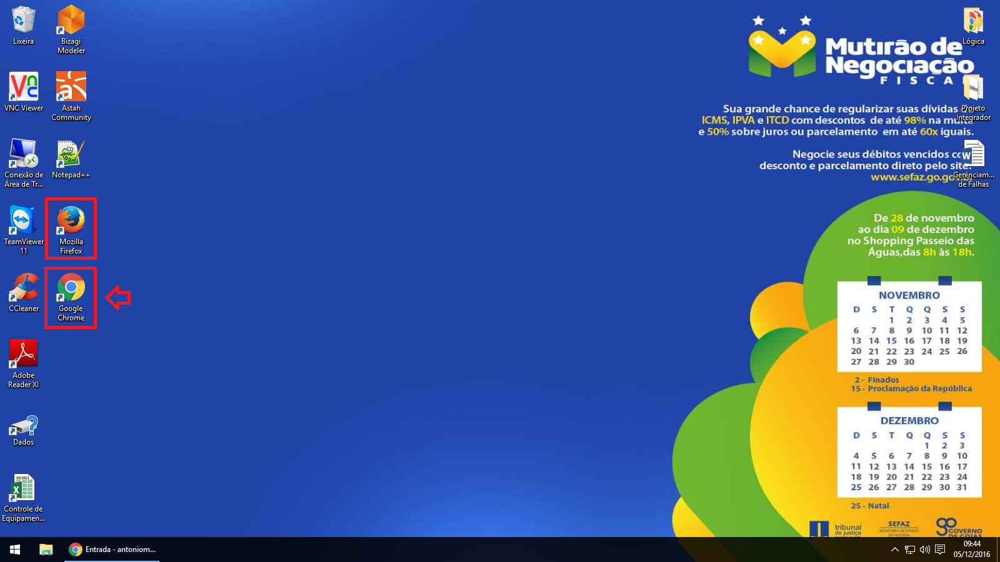 Lixeira
Bizagi
Modeler
VNC Viewer
Astah
Community
Conexão de
Área de Tr...
Notepad++
TeamViewer
11
Mozilla
Firefox
CCleaner
Google
Chrome
Adobe
Reader XI
Dados
Controle de
Equipamen...
Lógica
Projeto
Integrador
Gerênciam...
de Falhas
Mutirão de
Negociação
FISCA
Sua grande chance de regularizar suas dívidas
ICMS, IPVA e ITCD com descontos de até 98% na multa
e 50% sobre juros ou parcelamento em até 60x iguais.
Negocie seus débitos vencidos co
desconto e parcelamento direto pelo site:
www.sefaz.go.gov.br
De 28 de novembro
ao dia 09 de dezembro
no Shopping Passeio das
Águas,das 8h às 18h.
NOVEMBRO
D S T Q Q S S
1 2 3 4 5
6 7 8 9 10 11 12
13 14 15 16 17 18 19
20 21 22 23 24 25 26
27 28 29 30
2 - Finados
15 - Proclamação da República
DEZEMBRO
D S T Q Q S S
1 2 3
4 5 6 7 8 9 10
11 12 13 14 15 16 17
18 19 20 21 22 23 24
25 26 27 28 29 30 31
25 - Natal
tribunal
de justiça
SEFAZ
SECRETARIA DE ESTADO
DA FAZENDA
GOVERNO
DE GOIÁS
Entrada - antoniom...
09:44
05/12/2016